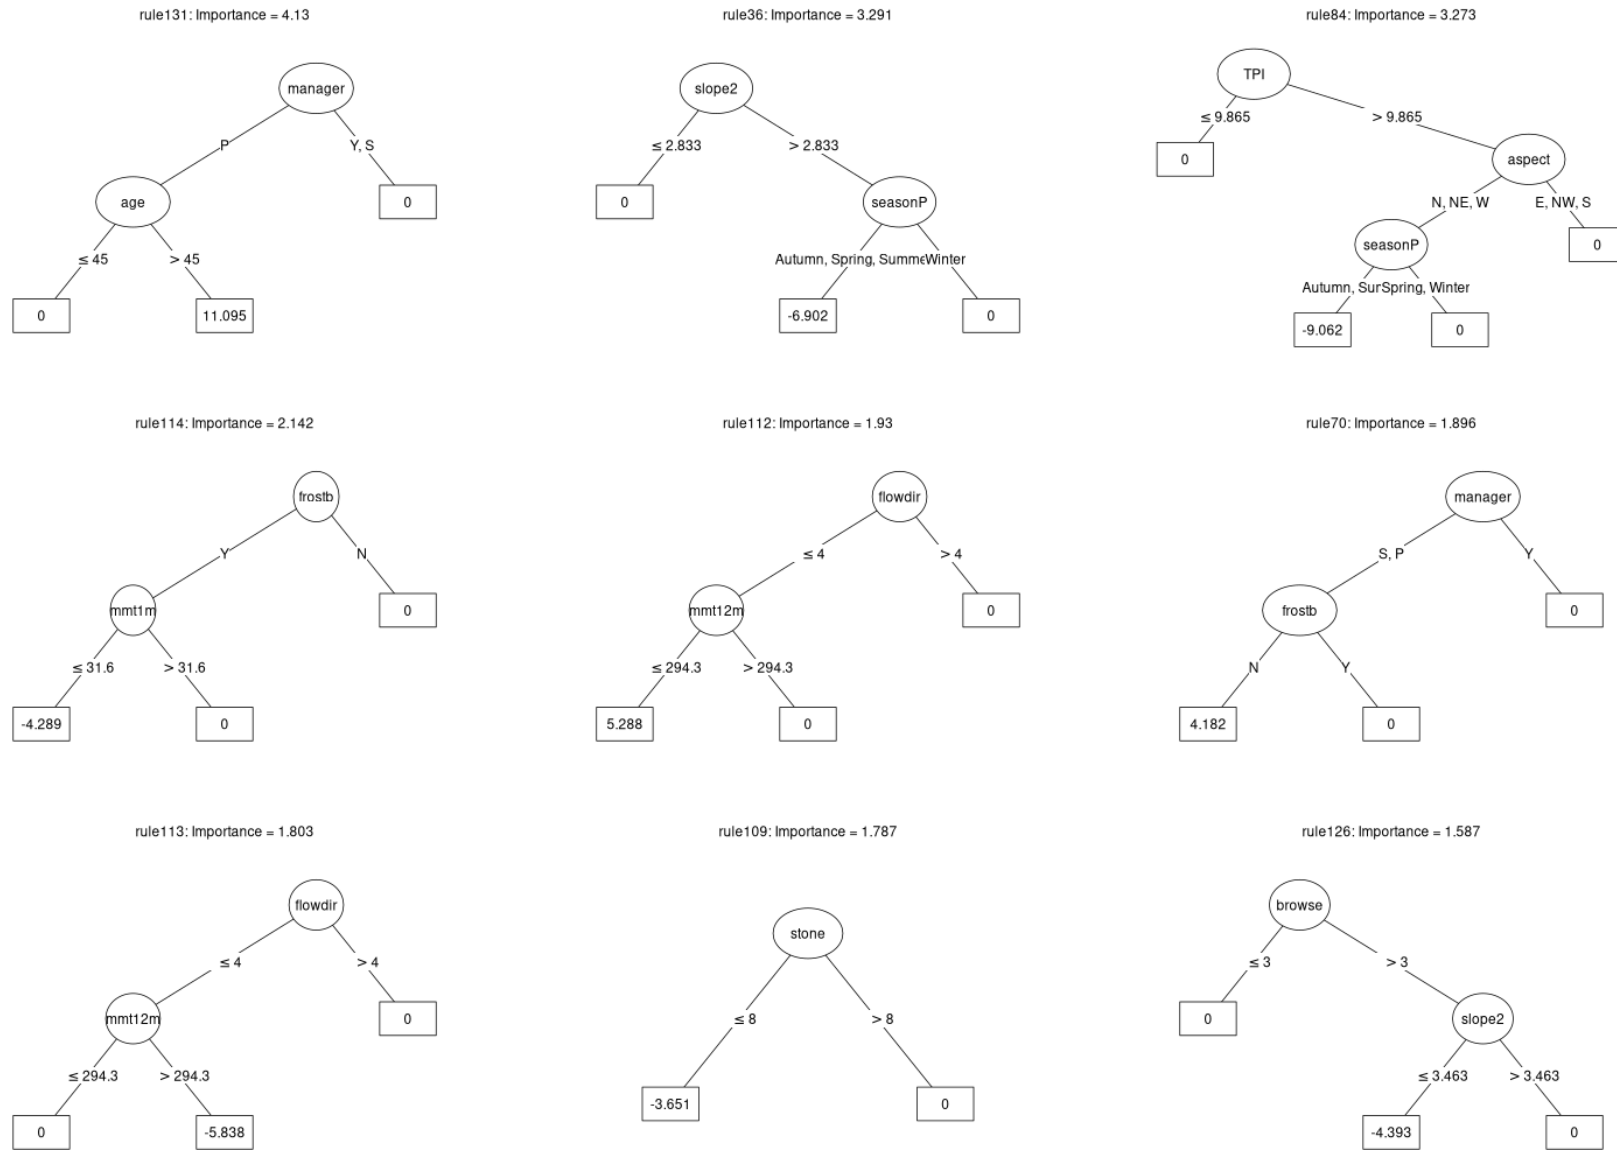 rule131: Importance = 4.13
manager
P
Y, S
age
0
≤ 45
> 45
0
11.095
rule36: Importance = 3.291
slope2
≤ 2.833
> 2.833
0
seasonP
Autumn, Spring, Summe
Winter
-6.902
0
rule84: Importance = 3.273
TPI
≤ 9.865
> 9.865
0
aspect
N, NE, W
E, NW, S
seasonP
0
Autumn, Sur
Spring, Winter
-9.062
0
rule114: Importance = 2.142
frostb
Y
N
mmt1m
0
≤ 31.6
> 31.6
-4.289
0
rule112: Importance = 1.93
flowdir
≤ 4
> 4
mmt12m
0
≤ 294.3
> 294.3
5.288
0
rule70: Importance = 1.896
manager
S, P
Y
frostb
0
N
Y
4.182
0
rule113: Importance = 1.803
flowdir
≤ 4
> 4
mmt12m
0
≤ 294.3
> 294.3
0
-5.838
rule109: Importance = 1.787
stone
≤ 8
> 8
-3.651
0
rule126: Importance = 1.587
browse
≤ 3
> 3
0
slope2
≤ 3.463
> 3.463
-4.393
0